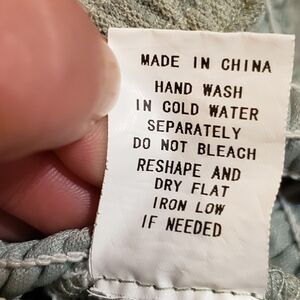 MADE IN CHINA
HAND WASH
IN COLD WATER
SEPARATELY
DO NOT BLEACH
RESHAPE AND
DRY FLAT
IRON LOW
IF NEEDED